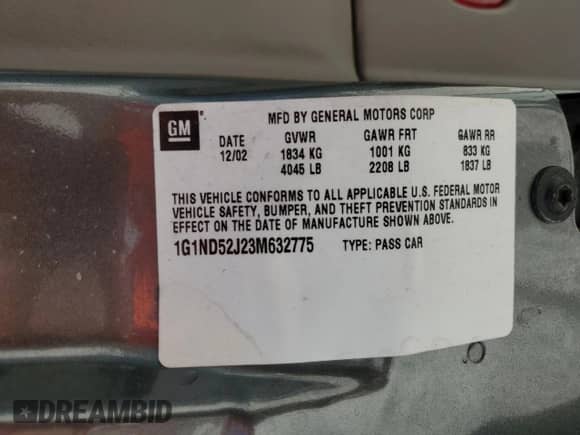 GM
MFD BY GENERAL MOTORS CORP
DATE GVWR GAWR FRT GAWR RR
12/02 1834 KG 1001 KG 833 KG
4045 LB 2208 LB 1837 LB
THIS VEHICLE CONFORMS TO ALL APPLICABLE U.S. FEDERAL MOTOR
VEHICLE SAFETY, BUMPER, AND THEFT PREVENTION STANDARDS IN
EFFECT ON THE DATE OF MANUFACTURE SHOWN ABOVE.
1G1ND52J23M632775 TYPE: PASS CAR
DREAMBID